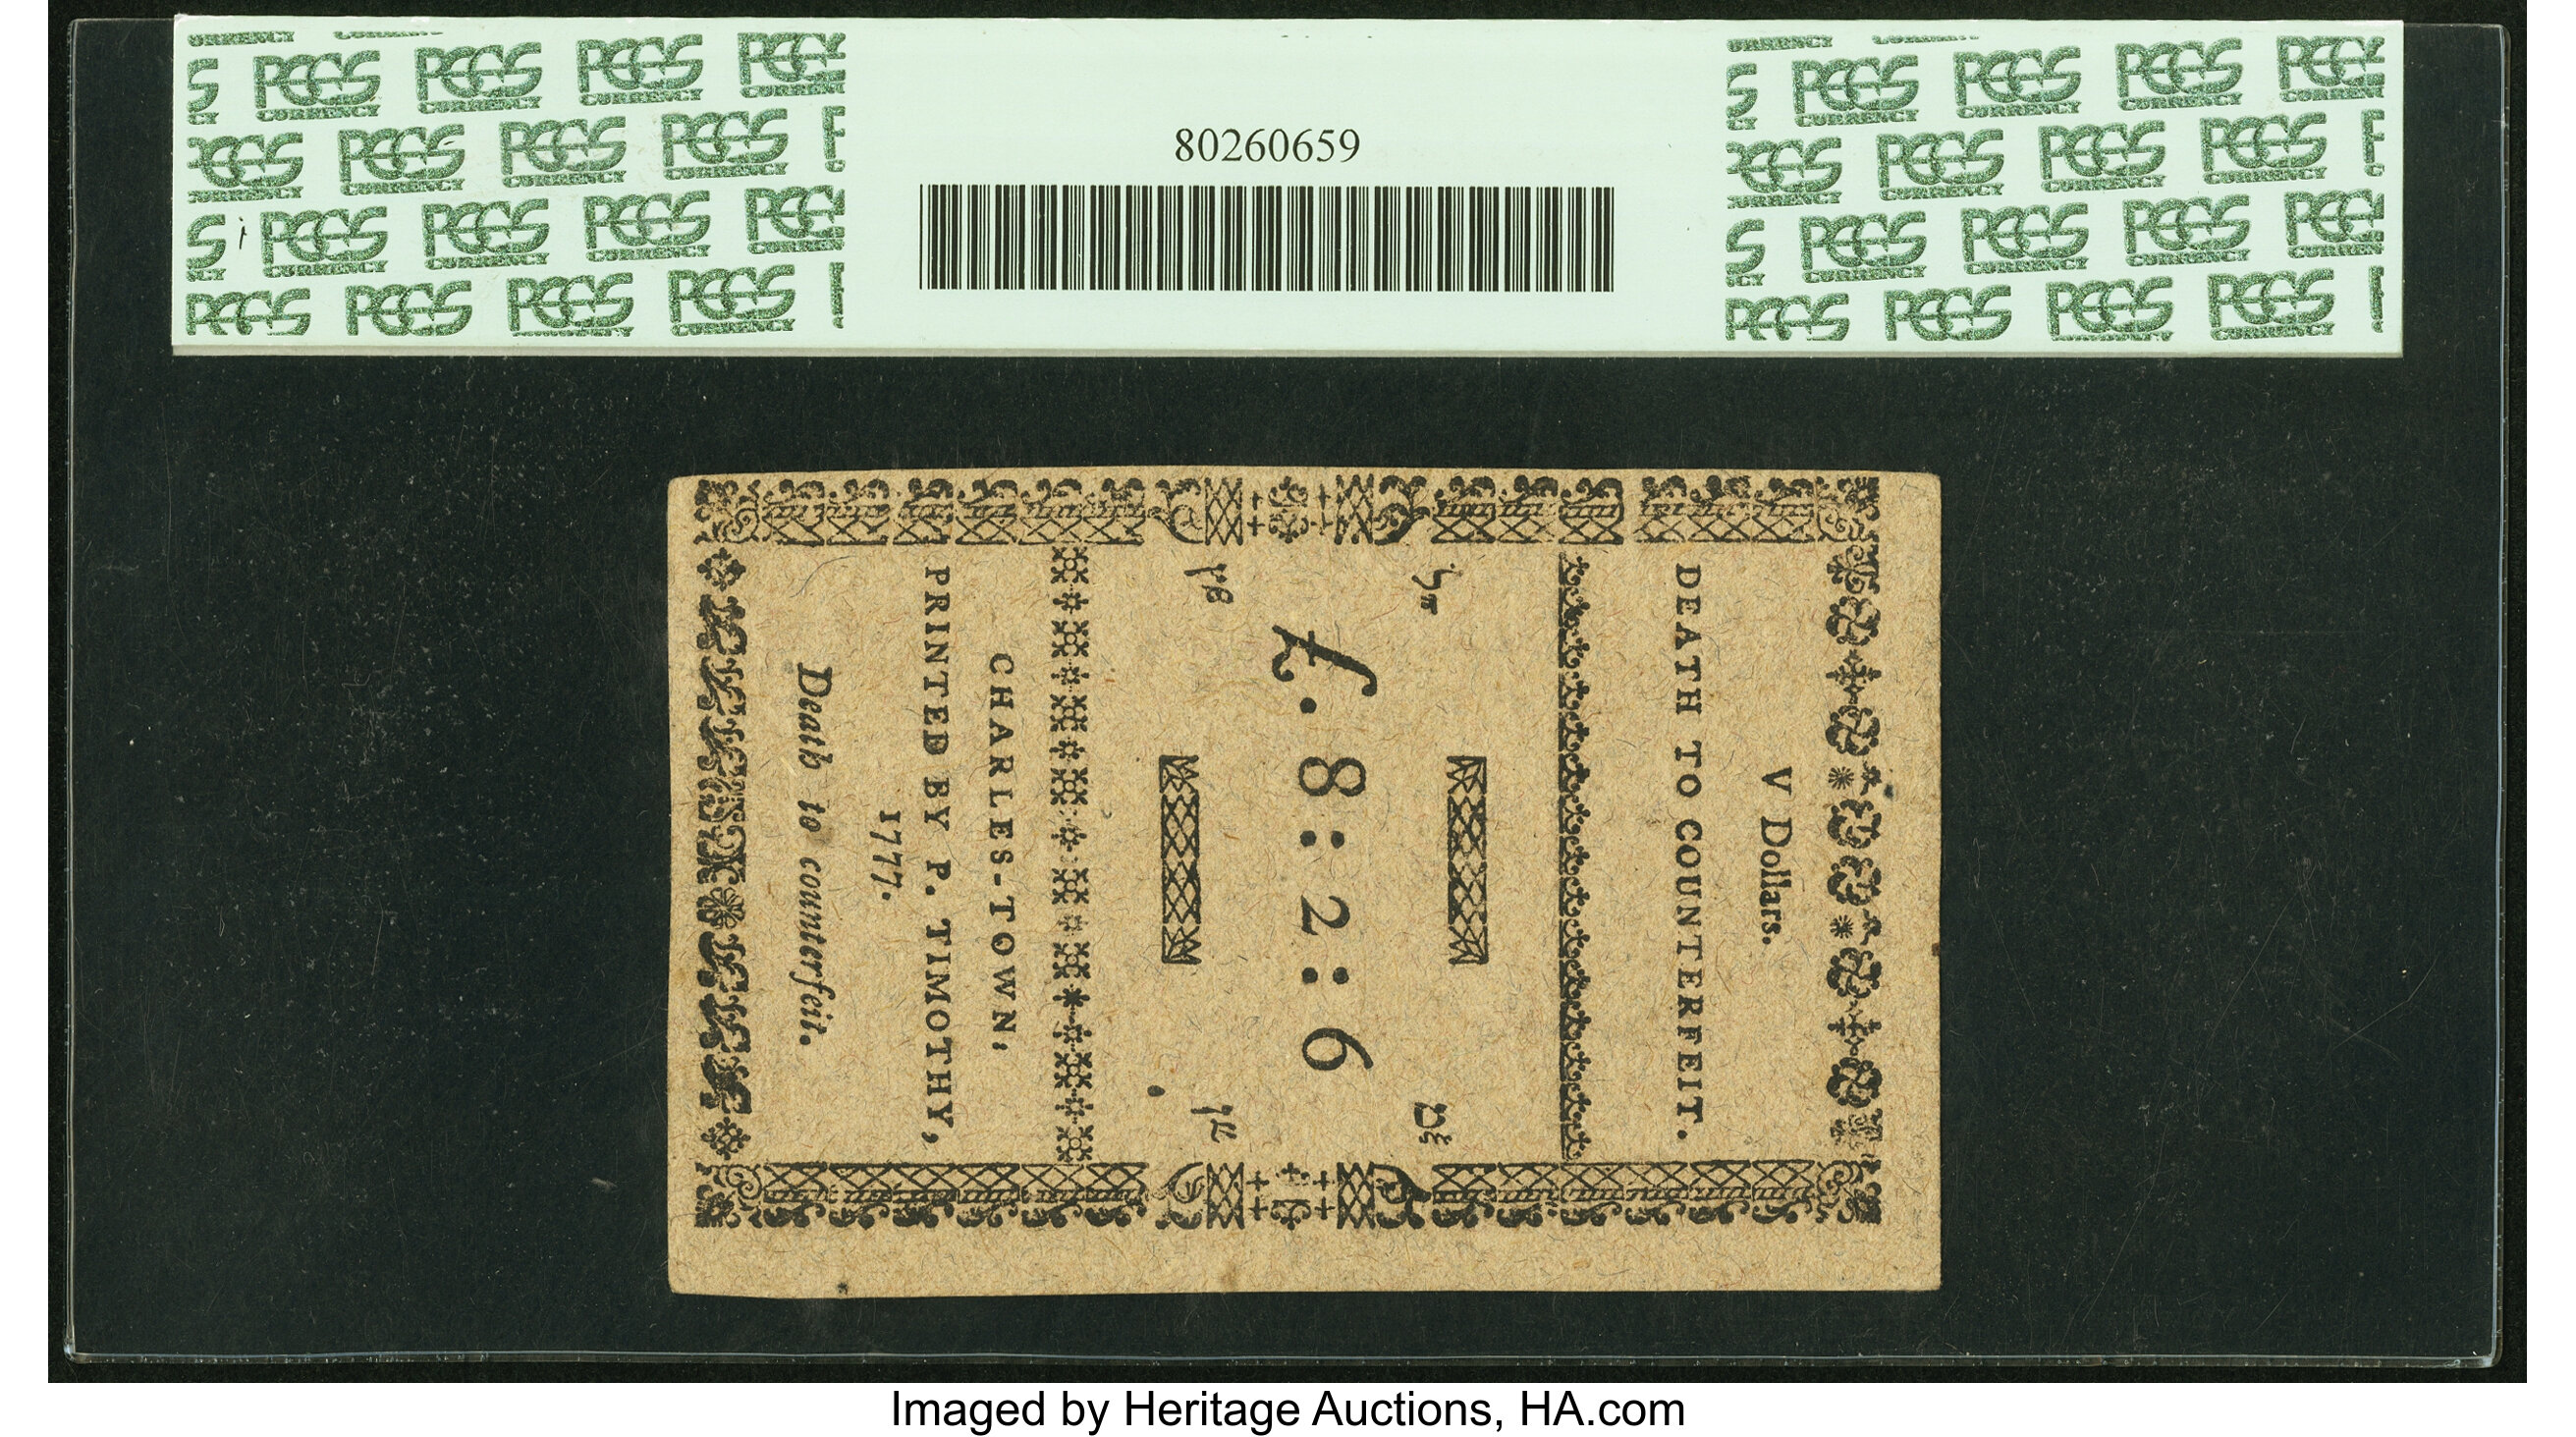 PCGS CURRENCY
80260659
V Dollars.
DEATH TO COUNTERFEIT.
£. 8 : 2 : 6
CHARLES-TOWN;
PRINTED BY P. TIMOTHY,
1777.
Death to counterfeit.
Imaged by Heritage Auctions, HA.com